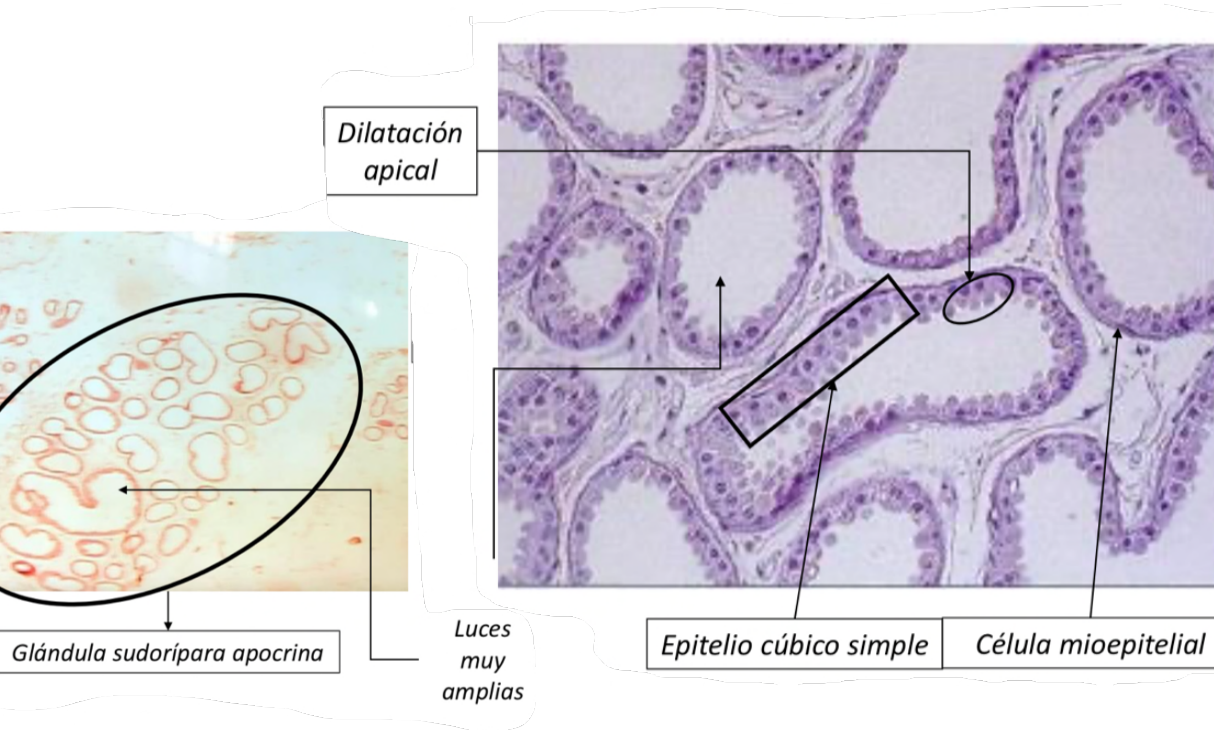 Dilatación
apical
Glándula sudorípara apocrina
Luces
muy
amplias
Epitelio cúbico simple
Célula mioepitelial